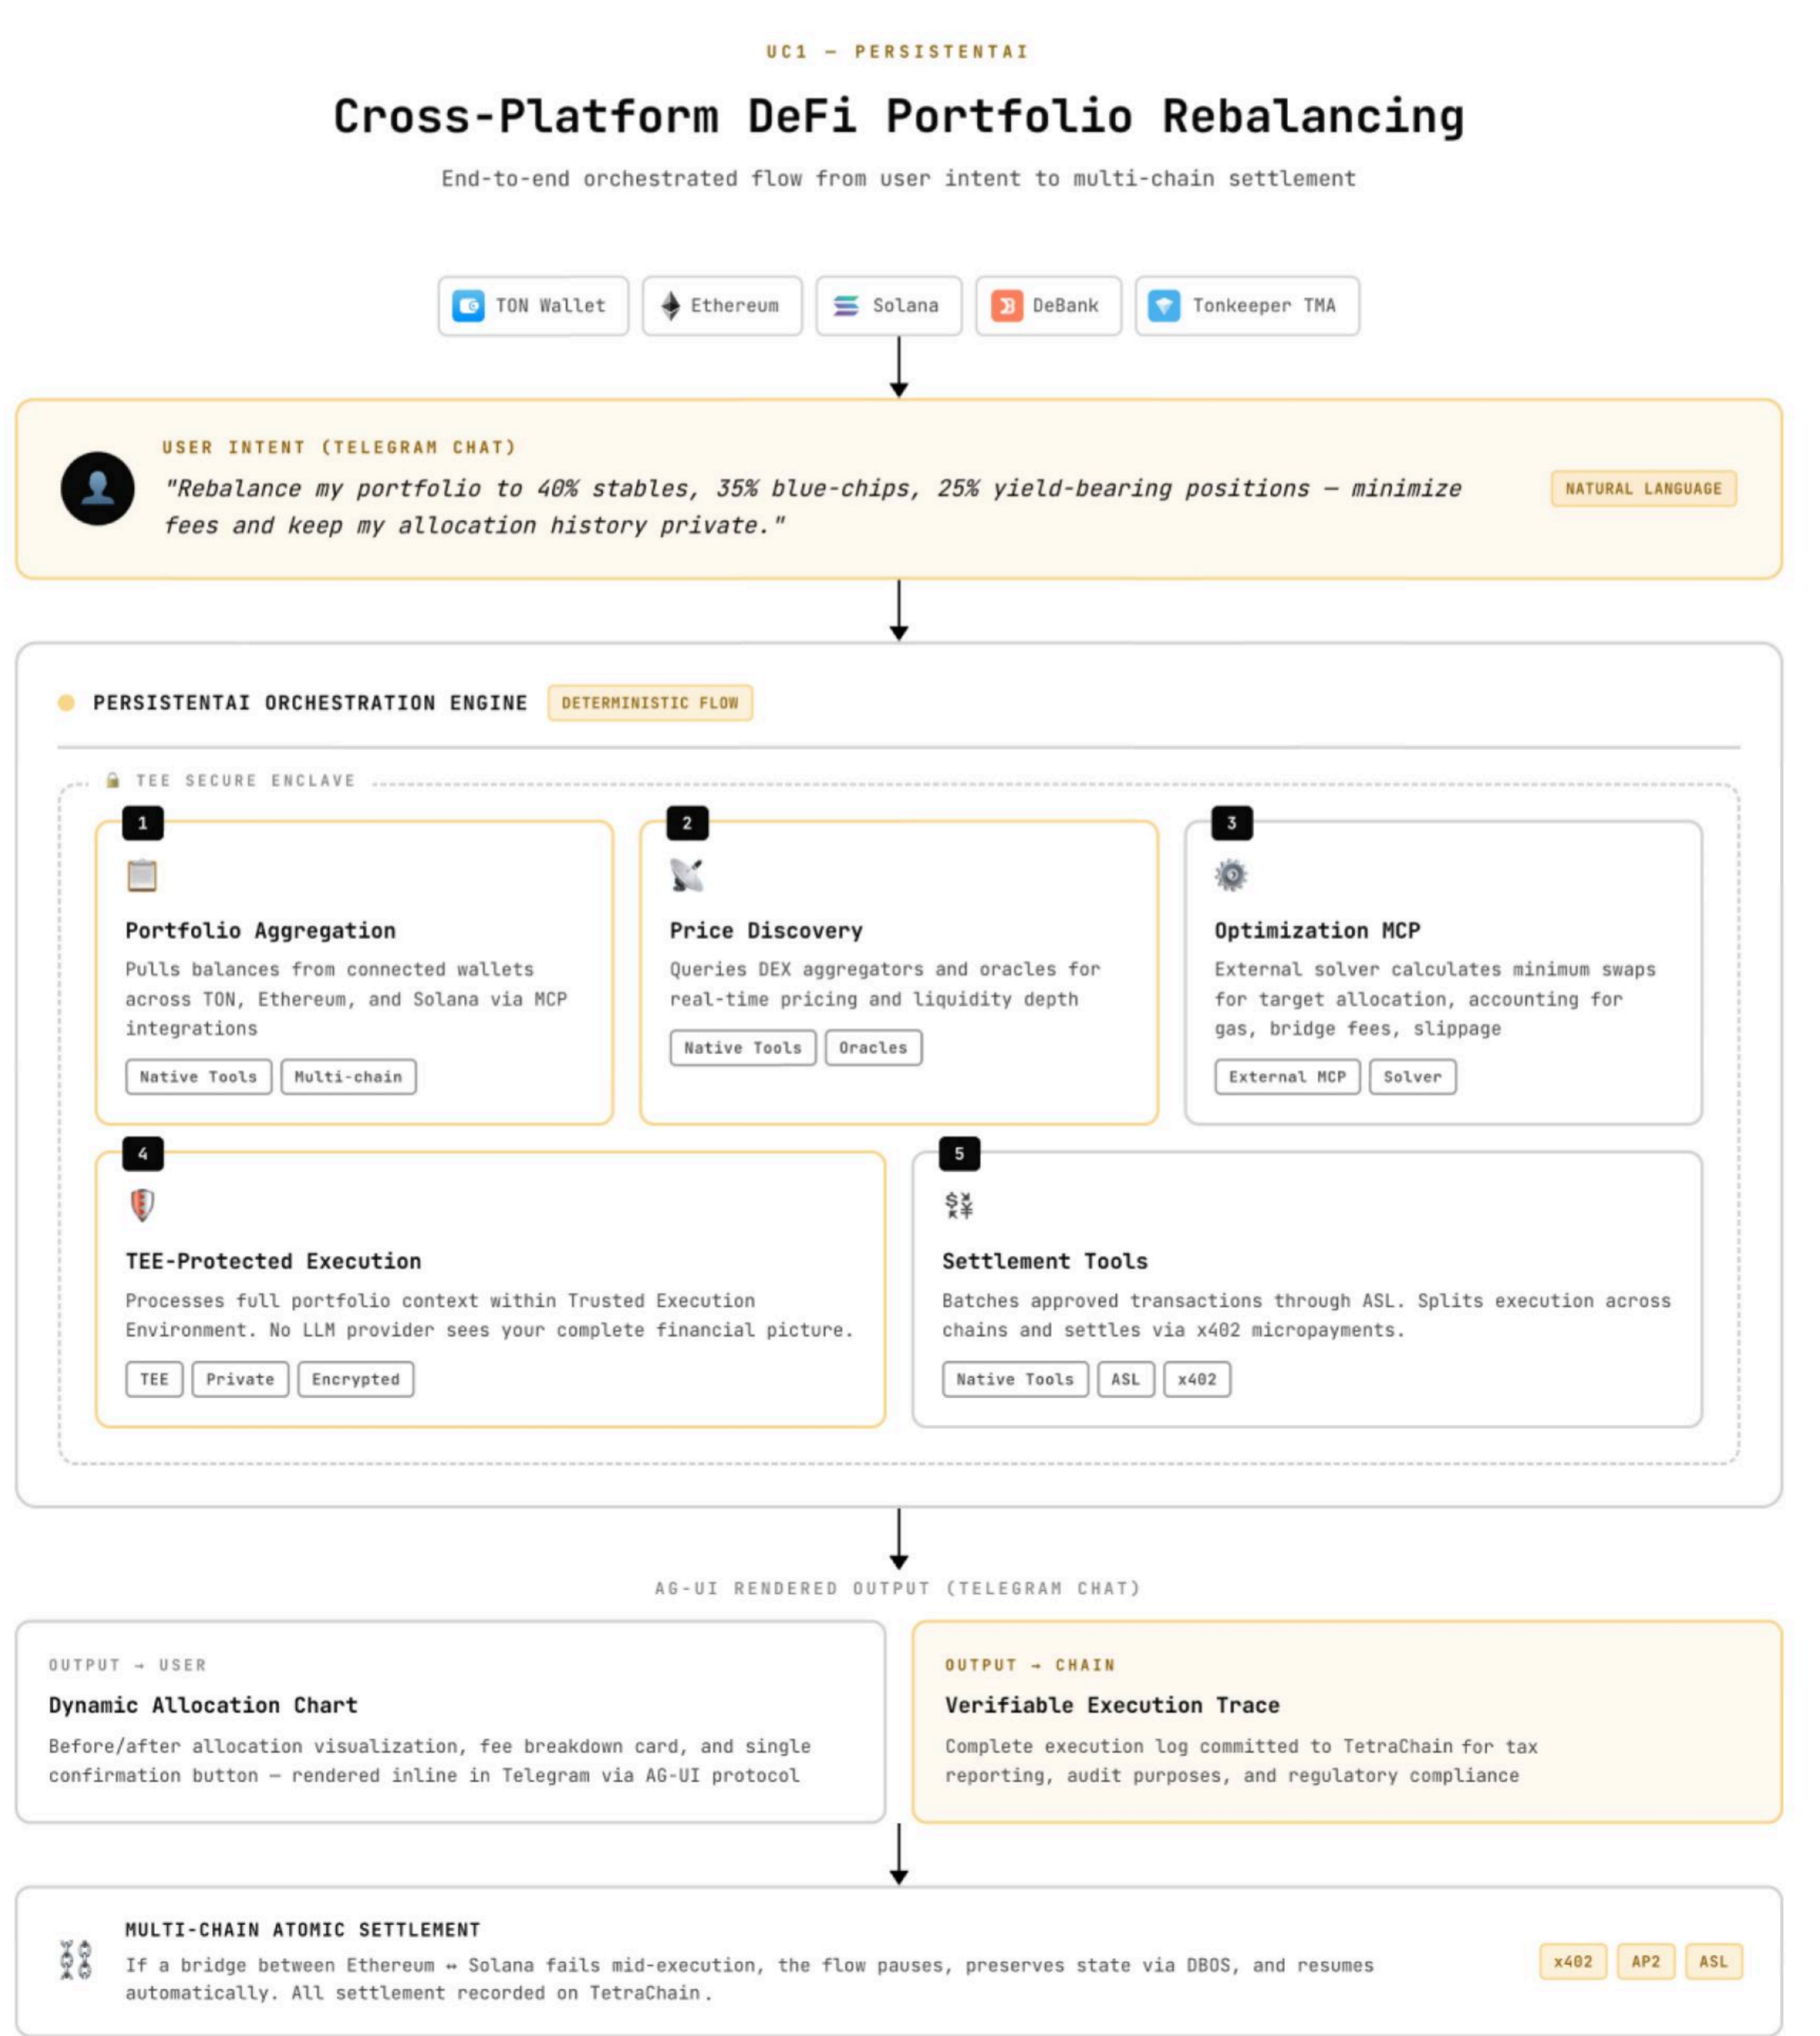 UC1 — PERSISTENTAI
Cross-Platform DeFi Portfolio Rebalancing
End-to-end orchestrated flow from user intent to multi-chain settlement
TON Wallet
Ethereum
Solana
DeBank
Tonkeeper TMA
USER INTENT (TELEGRAM CHAT)
"Rebalance my portfolio to 40% stables, 35% blue-chips, 25% yield-bearing positions — minimize
fees and keep my allocation history private."
NATURAL LANGUAGE
PERSISTENTAI ORCHESTRATION ENGINE
DETERMINISTIC FLOW
TEE SECURE ENCLAVE
1
Portfolio Aggregation
Pulls balances from connected wallets
across TON, Ethereum, and Solana via MCP
integrations
Native Tools
Multi-chain
2
Price Discovery
Queries DEX aggregators and oracles for
real-time pricing and liquidity depth
Native Tools
Oracles
3
Optimization MCP
External solver calculates minimum swaps
for target allocation, accounting for
gas, bridge fees, slippage
External MCP
Solver
4
TEE-Protected Execution
Processes full portfolio context within Trusted Execution
Environment. No LLM provider sees your complete financial picture.
TEE
Private
Encrypted
5
Settlement Tools
Batches approved transactions through ASL. Splits execution across
chains and settles via x402 micropayments.
Native Tools
ASL
x402
AG-UI RENDERED OUTPUT (TELEGRAM CHAT)
OUTPUT → USER
Dynamic Allocation Chart
Before/after allocation visualization, fee breakdown card, and single
confirmation button — rendered inline in Telegram via AG-UI protocol
OUTPUT → CHAIN
Verifiable Execution Trace
Complete execution log committed to TetraChain for tax
reporting, audit purposes, and regulatory compliance
MULTI-CHAIN ATOMIC SETTLEMENT
If a bridge between Ethereum ↔ Solana fails mid-execution, the flow pauses, preserves state via DBOS, and resumes
automatically. All settlement recorded on TetraChain.
x402
AP2
ASL